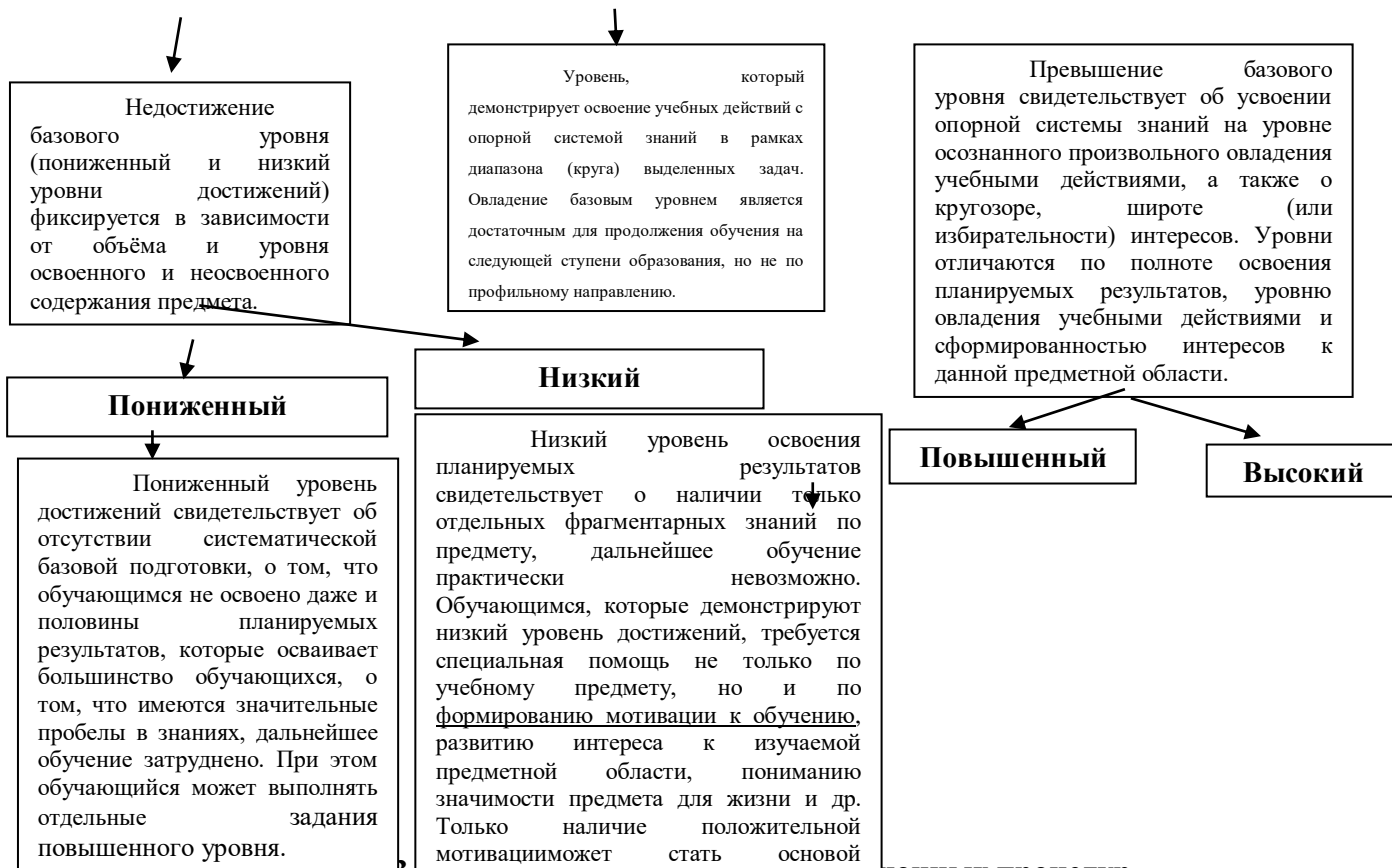 Недостижение
базового уровня
(пониженный и низкий
уровни достижений)
фиксируется в зависимости
от объёма и уровня
освоенного и неосвоенного
содержания предмета.
Уровень, который
демонстрирует освоение учебных действий с
опорной системой знаний в рамках
диапазона (круга) выделенных задач.
Овладение базовым уровнем является
достаточным для продолжения обучения на
следующей ступени образования, но не по
профильному направлению.
Превышение базового
уровня свидетельствует об усвоении
опорной системы знаний на уровне
осознанного произвольного овладения
учебными действиями, а также о
кругозоре, широте (или
избирательности) интересов. Уровни
отличаются по полноте освоения
планируемых результатов, уровню
овладения учебными действиями и
сформированностью интересов к
данной предметной области.
Пониженный
Низкий
Повышенный
Высокий
Пониженный уровень
достижений свидетельствует об
отсутствии систематической
базовой подготовки, о том, что
обучающимся не освоено даже и
половины планируемых
результатов, которые осваивает
большинство обучающихся, о
том, что имеются значительные
пробелы в знаниях, дальнейшее
обучение затруднено. При этом
обучающийся может выполнять
отдельные задания
повышенного уровня.
Низкий уровень освоения
планируемых результатов
свидетельствует о наличии только
отдельных фрагментарных знаний по
предмету, дальнейшее обучение
практически невозможно.
Обучающимся, которые демонстрируют
низкий уровень достижений, требуется
специальная помощь не только по
учебному предмету, но и по
формированию мотивации к обучению,
развитию интереса к изучаемой
предметной области, пониманию
значимости предмета для жизни и др.
Только наличие положительной
мотивацииможет стать основой